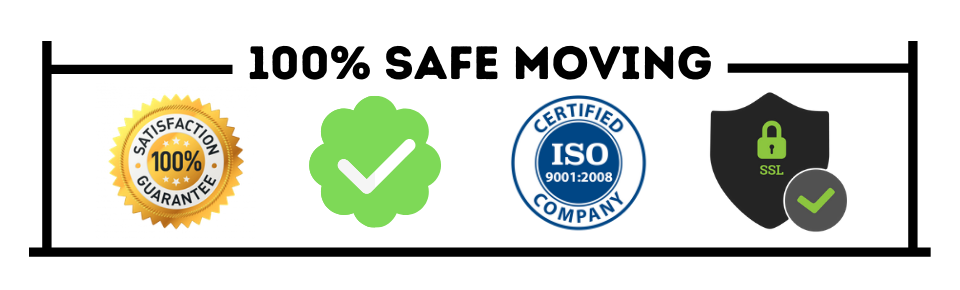 100% SAFE MOVING
SATISFACTION
100%
GUARANTEE
CERTIFIED
ISO
9001:2008
COMPANY
SSL